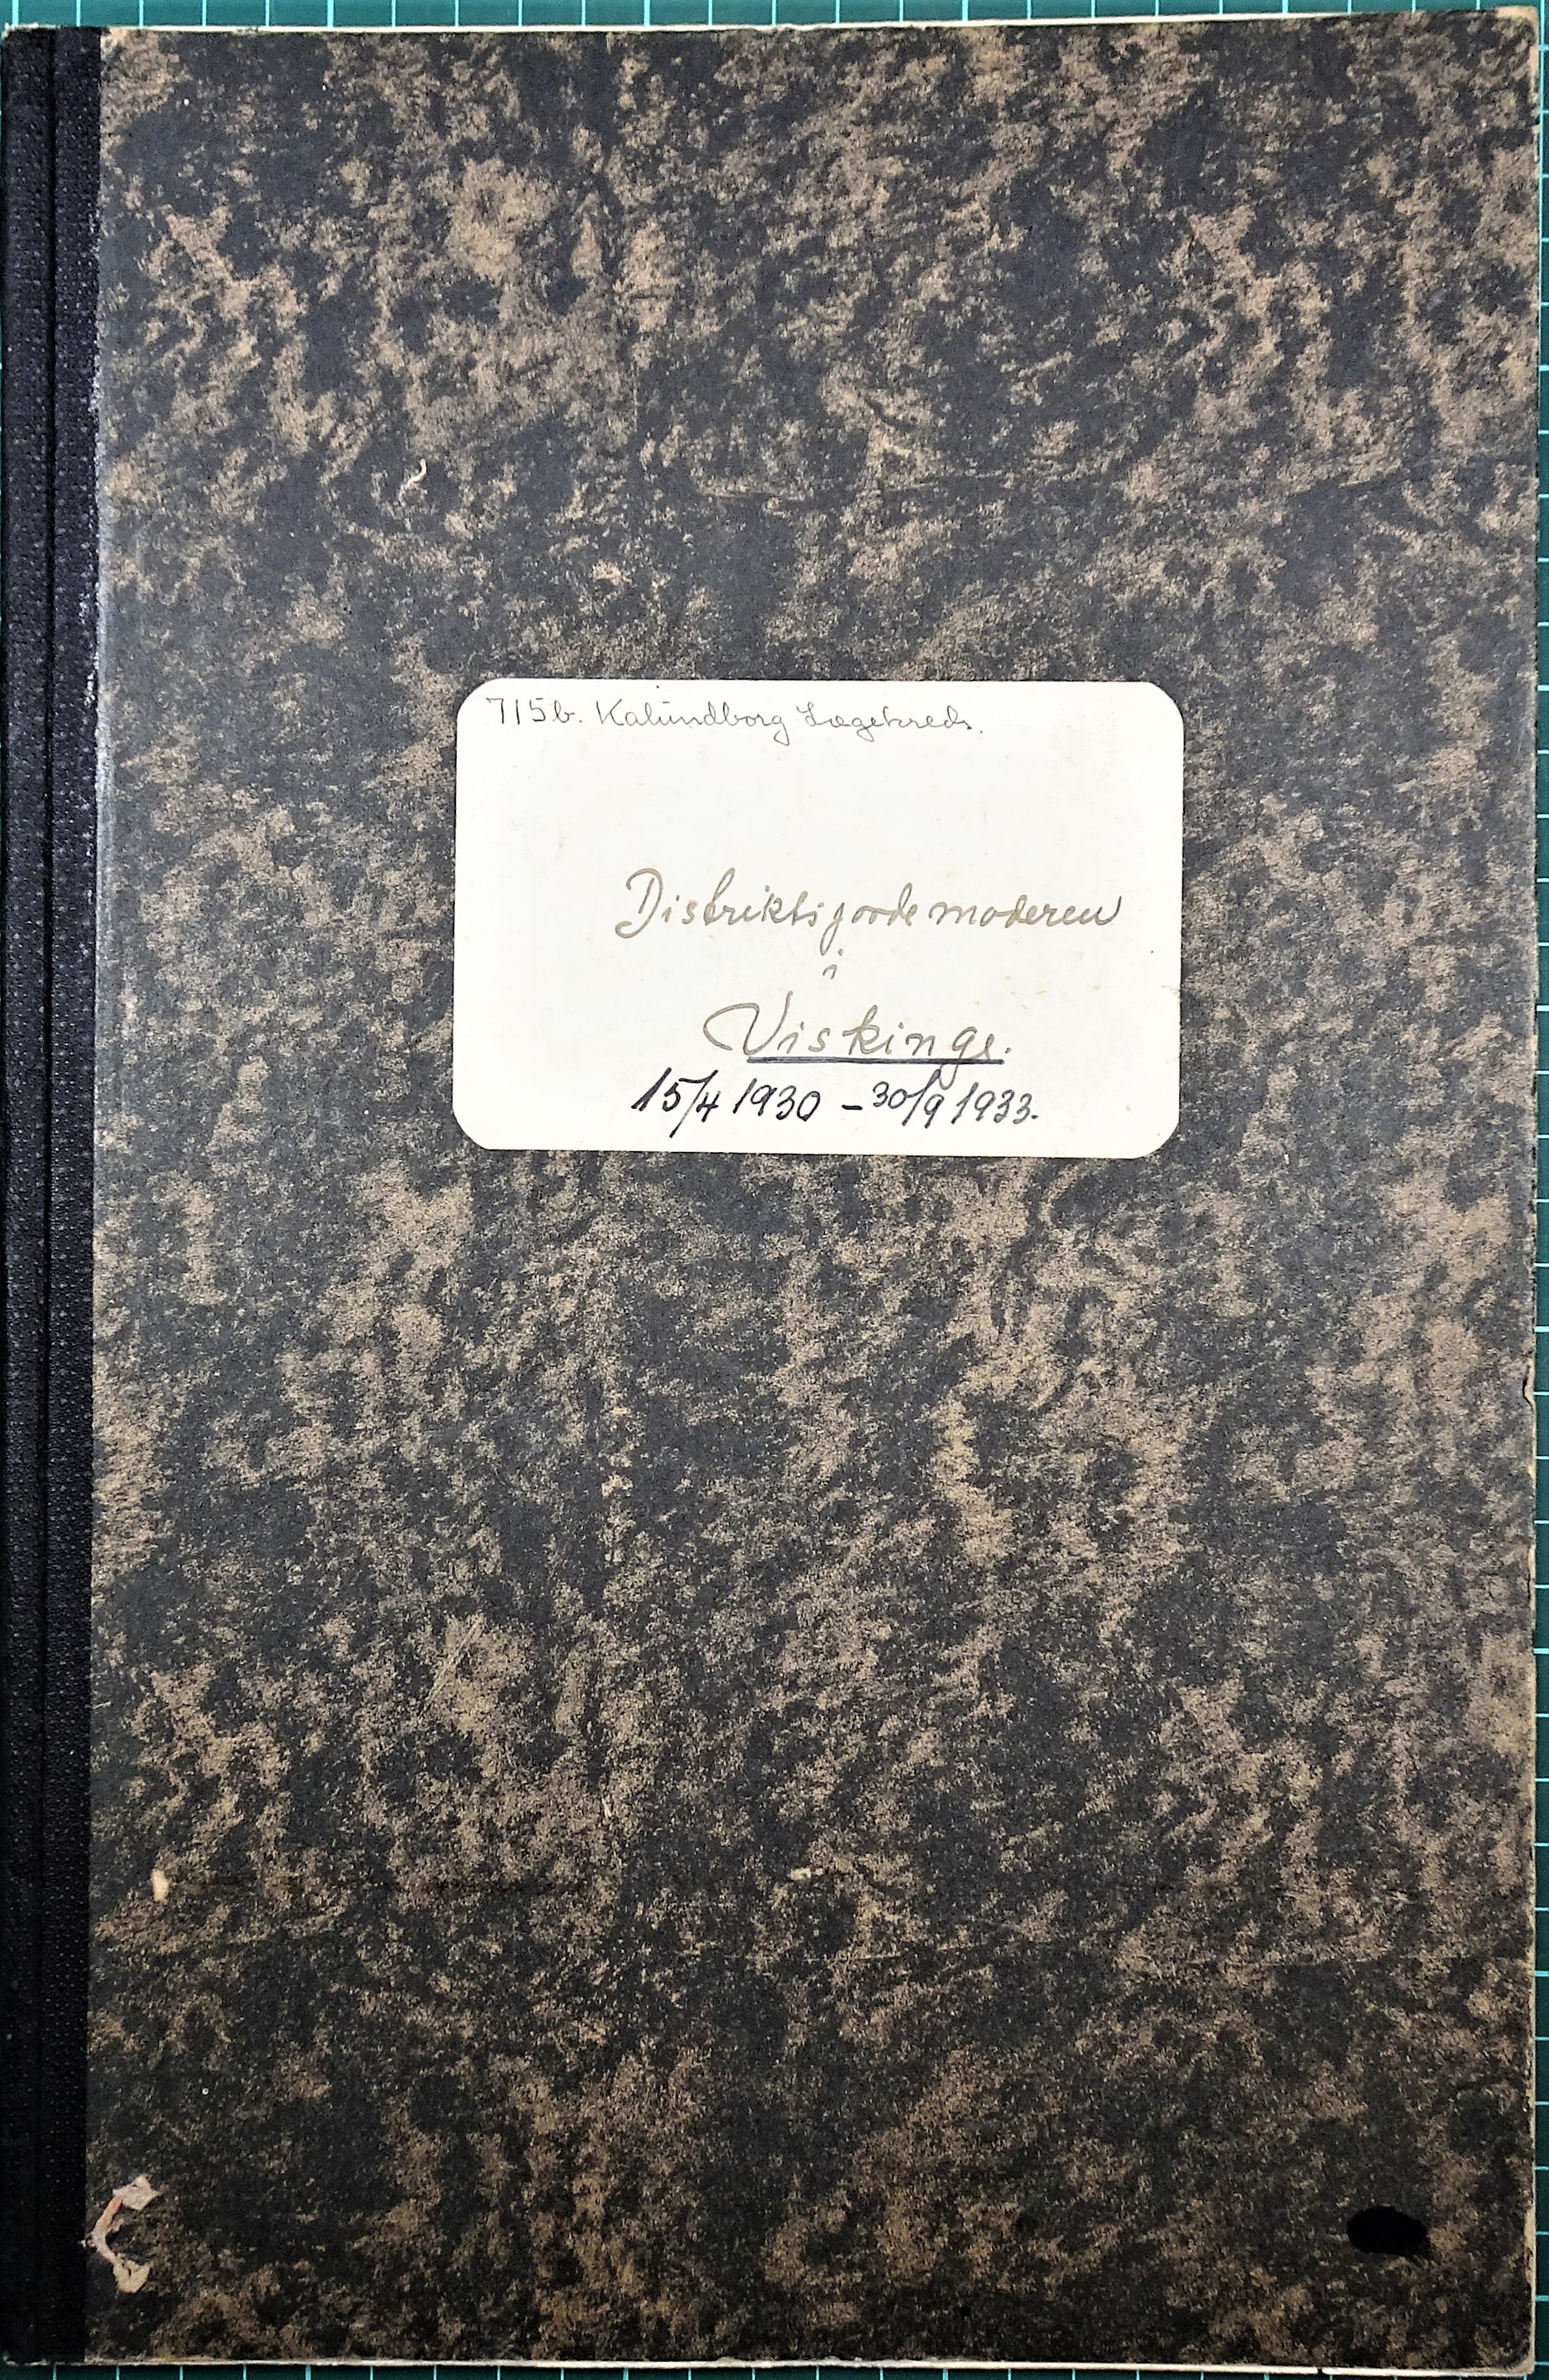 715b. Kalundborg Lægekreds.
Distriktsjordemoderen
i
Viskinge.
15/4 1930 - 30/9 1933.